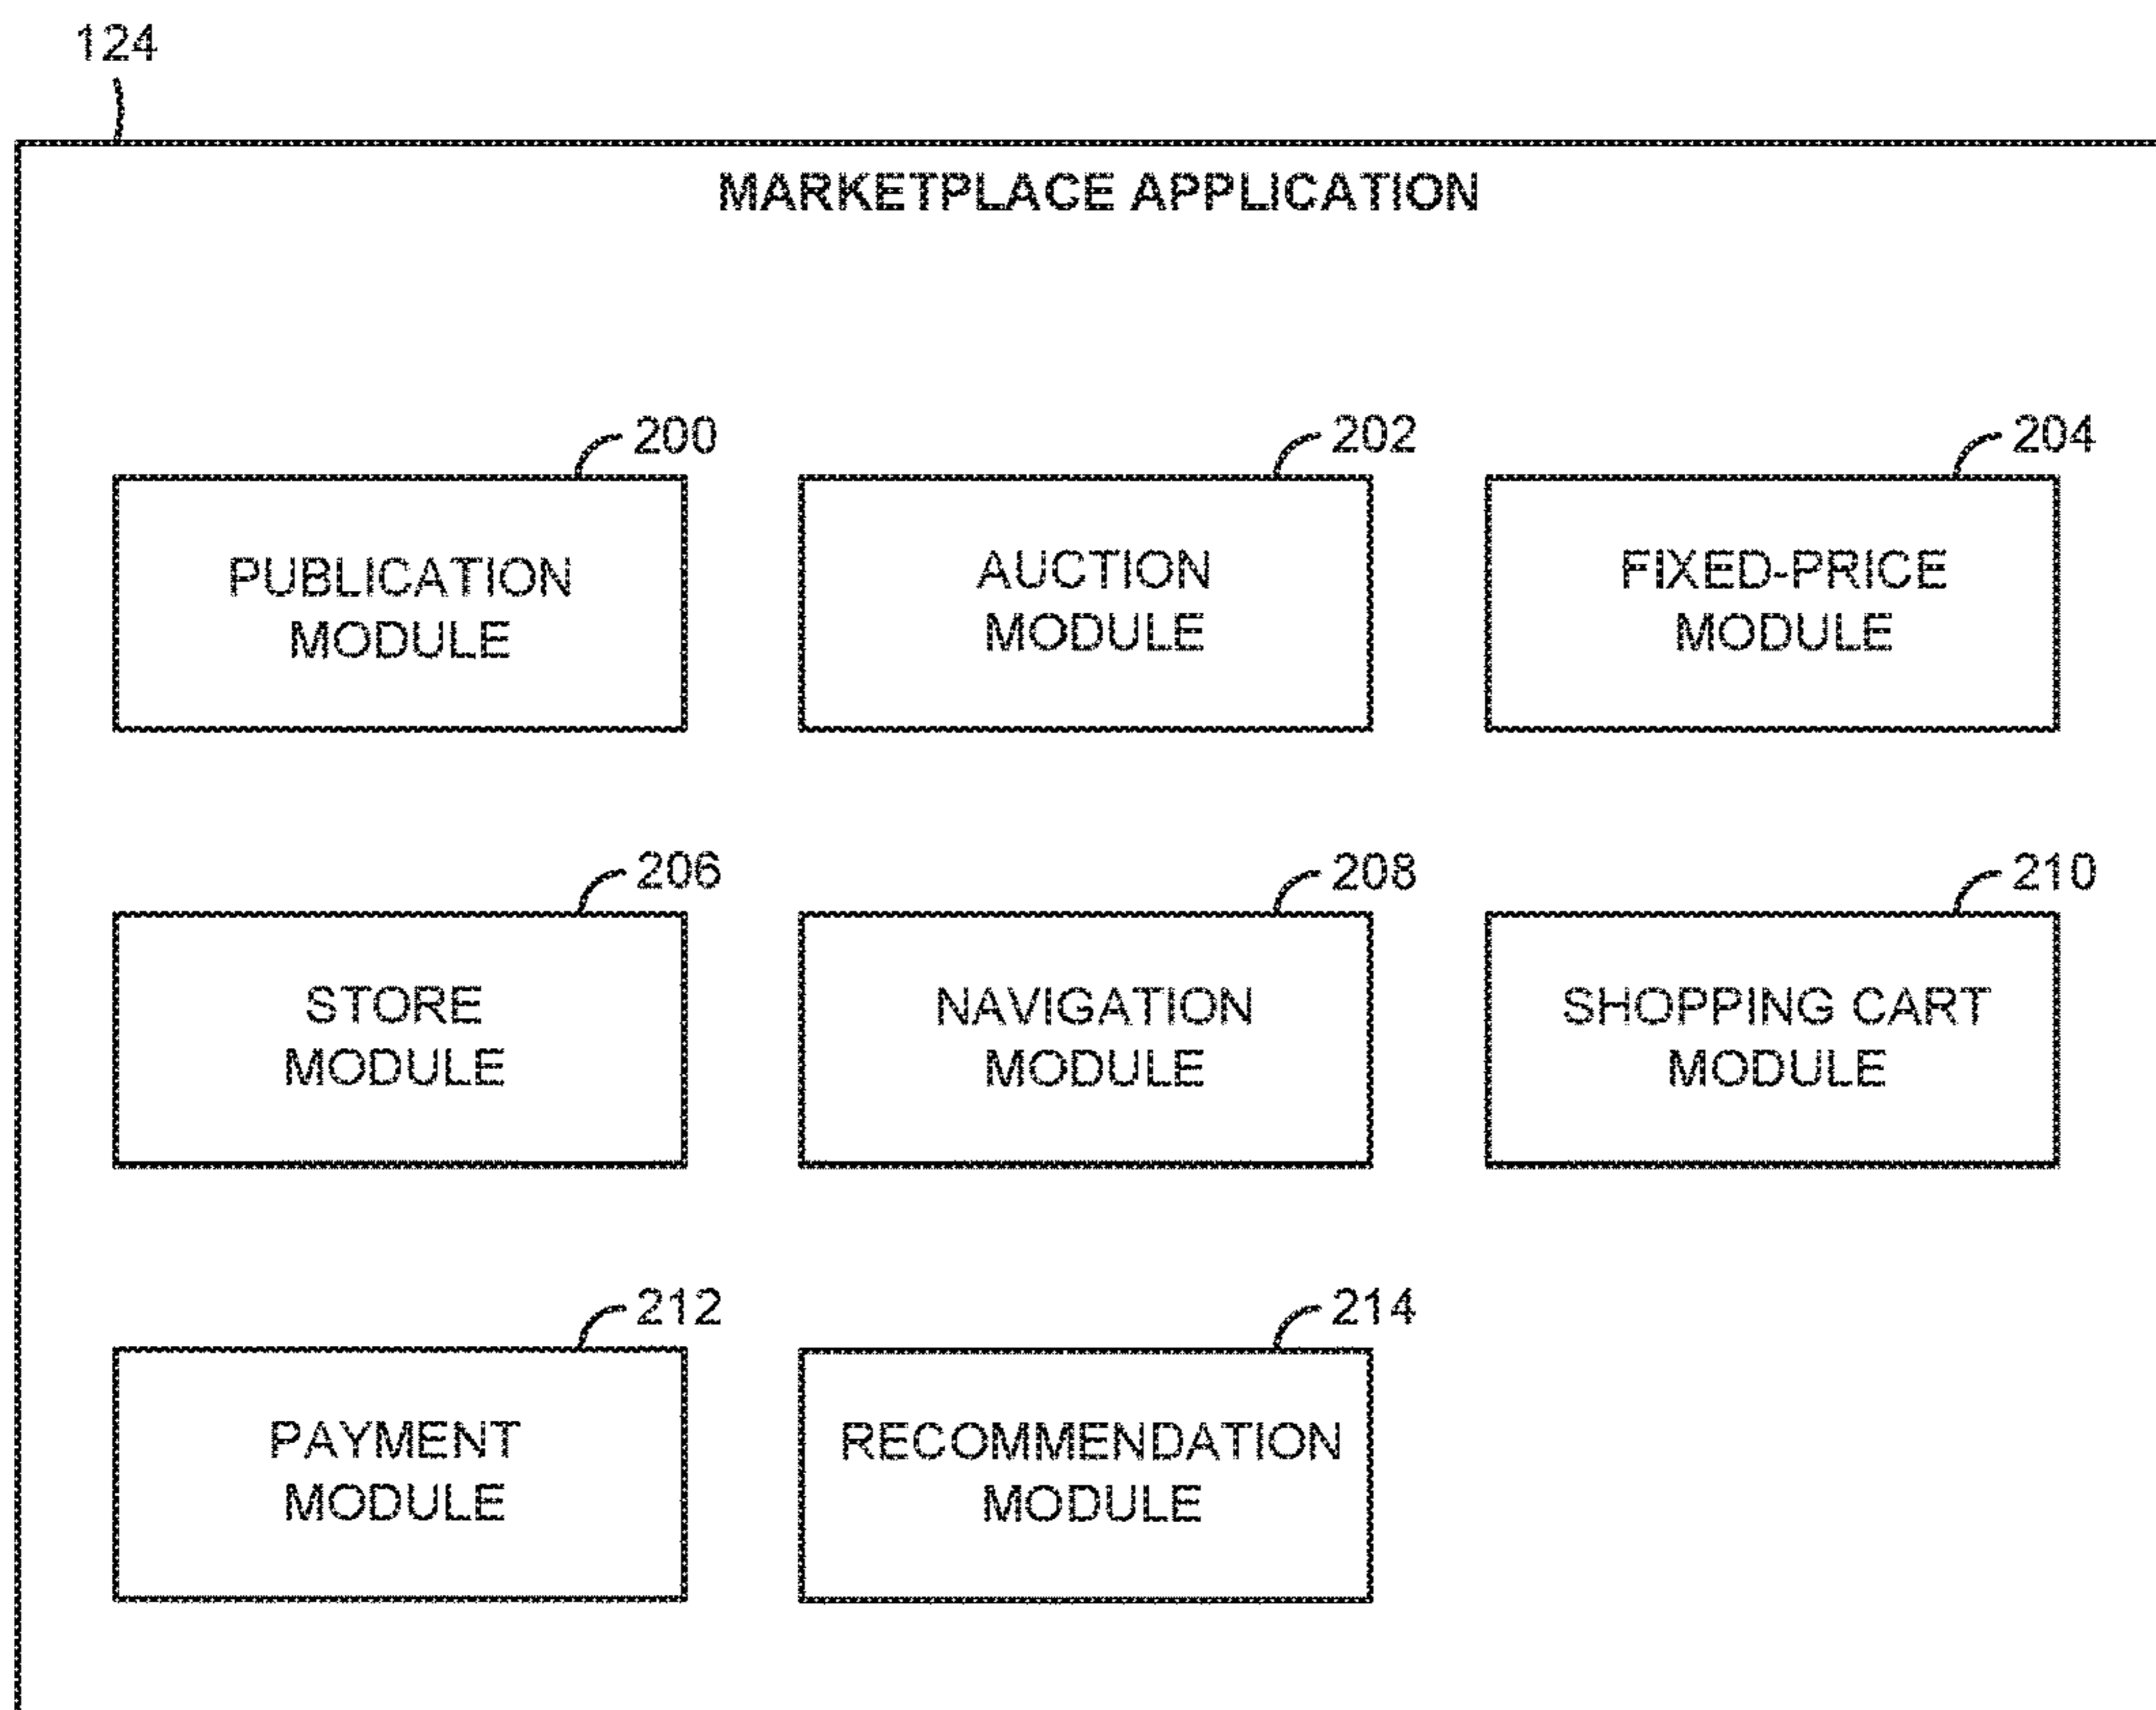 124
MARKETPLACE APPLICATION
200
PUBLICATION
MODULE
202
AUCTION
MODULE
204
FIXED-PRICE
MODULE
206
STORE
MODULE
208
NAVIGATION
MODULE
210
SHOPPING CART
MODULE
212
PAYMENT
MODULE
214
RECOMMENDATION
MODULE